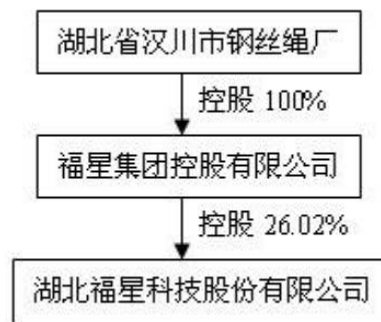 湖北省汉川市钢丝绳厂
控股 100%
福星集团控股有限公司
控股 26.02%
湖北福星科技股份有限公司